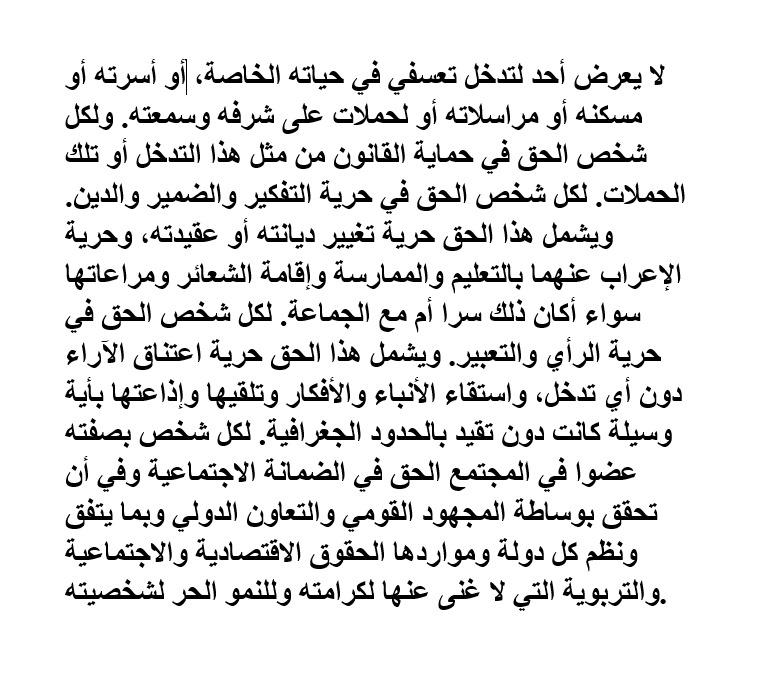 لا يعرض أحد لتدخل تعسفي في حياته الخاصة، أو أسرته أو
مسكنه أو مراسلاته أو لحملات على شرفه وسمعته. ولكل
شخص الحق في حماية القانون من مثل هذا التدخل أو تلك
الحملات. لكل شخص الحق في حرية التفكير والضمير والدين.
ويشمل هذا الحق حرية تغيير ديانته أو عقيدته، وحرية
الإعراب عنهما بالتعليم والممارسة وإقامة الشعائر ومراعاتها
سواء أكان ذلك سرا أم مع الجماعة. لكل شخص الحق في
حرية الرأي والتعبير. ويشمل هذا الحق حرية اعتناق الآراء
دون أي تدخل، واستقاء الأنباء والأفكار وتلقيها وإذاعتها بأية
وسيلة كانت دون تقيد بالحدود الجغرافية. لكل شخص بصفته
عضوا في المجتمع الحق في الضمانة الاجتماعية وفي أن
تحقق بوساطة المجهود القومي والتعاون الدولي وبما يتفق
ونظم كل دولة ومواردها الحقوق الاقتصادية والاجتماعية
والتربوية التي لا غنى عنها لكرامته وللنمو الحر لشخصيته.